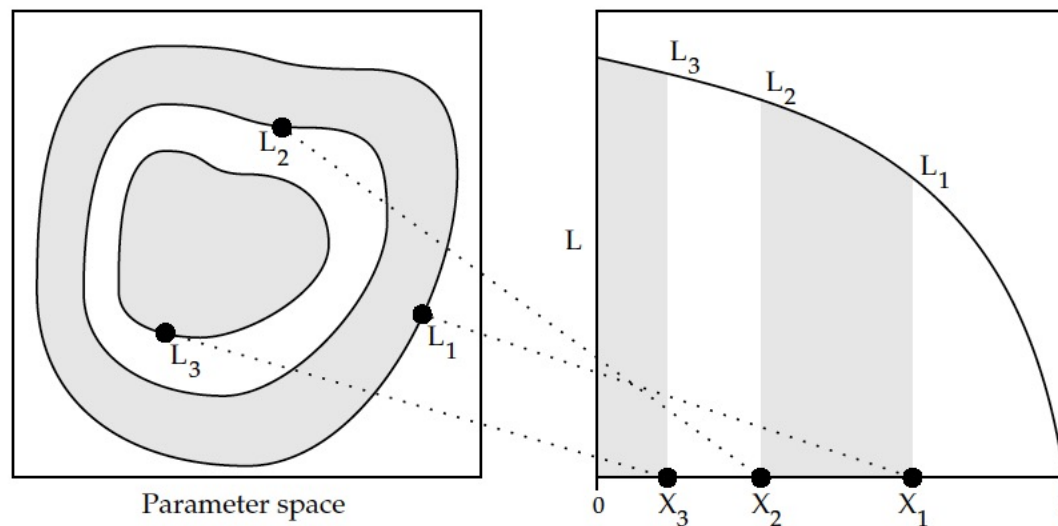 L₂
L₁
L₃
Parameter space
L₃
L₂
L₁
L
0
X₃
X₂
X₁